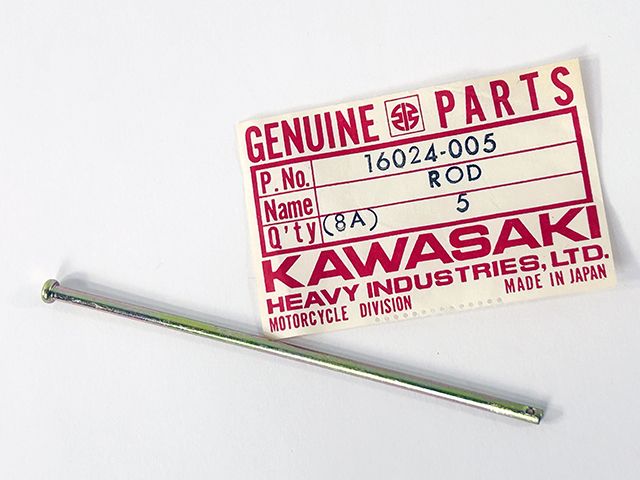 GENUINE PARTS
P.No. 16024-005
Name ROD
Q'ty (8A) 5
KAWASAKI
HEAVY INDUSTRIES, LTD.
MOTORCYCLE DIVISION MADE IN JAPAN